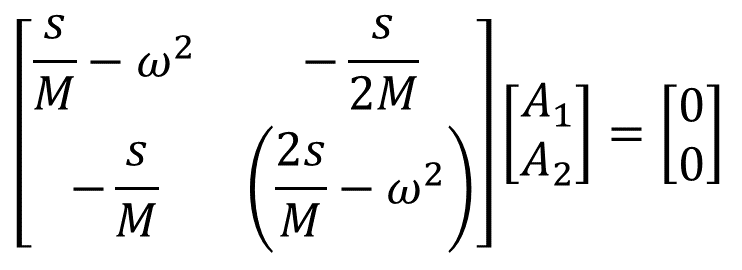 [s/M − ω² − s/2M] [A₁] = [0]
[− s/M (2s/M − ω²)] [A₂] [0]